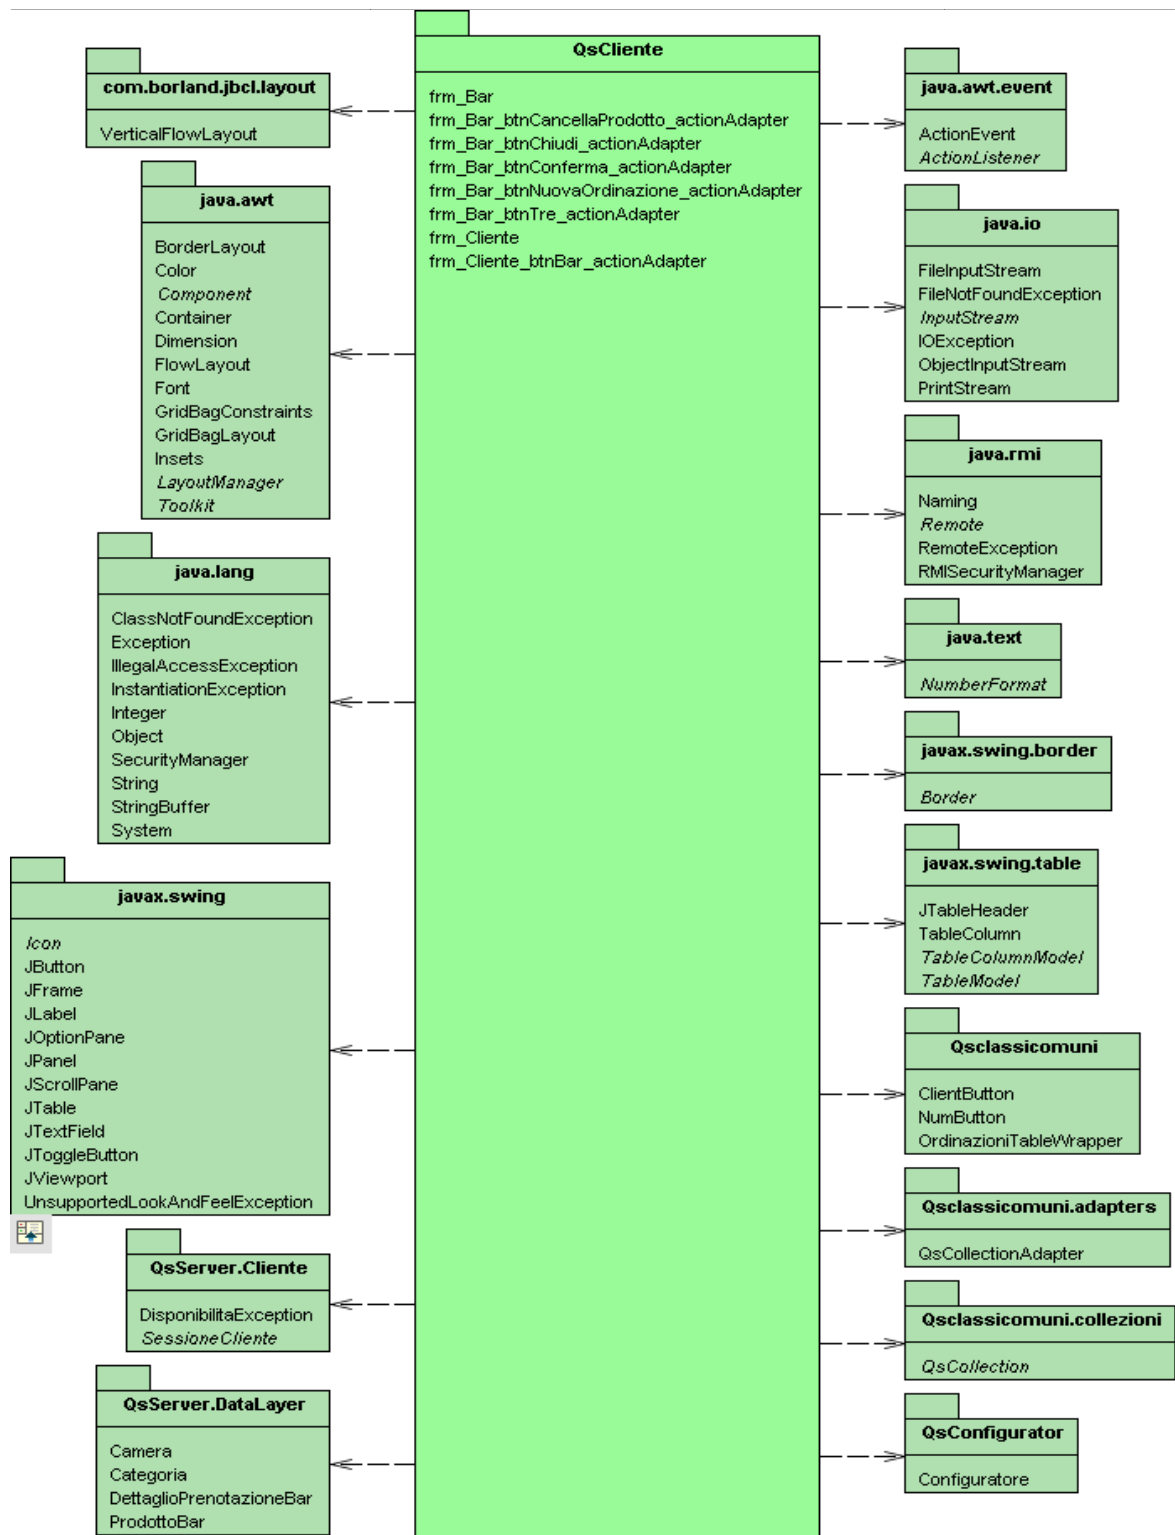 com.borland.jbcl.layout
VerticalFlowLayout
java.awt
BorderLayout
Color
Component
Container
Dimension
FlowLayout
Font
GridBagConstraints
GridBagLayout
Insets
LayoutManager
Toolkit
java.lang
ClassNotFoundException
Exception
IllegalAccessException
InstantiationException
Integer
Object
SecurityManager
String
StringBuffer
System
javax.swing
Icon
JButton
JFrame
JLabel
JOptionPane
JPanel
JScrollPane
JTable
JTextField
JToggleButton
JViewport
UnsupportedLookAndFeelException
QsServer.Cliente
DisponibilitaException
SessioneCliente
QsServer.DataLayer
Camera
Categoria
DettaglioPrenotazioneBar
ProdottoBar
QsCliente
frm_Bar
frm_Bar_btnCancellaProdotto_actionAdapter
frm_Bar_btnChiudi_actionAdapter
frm_Bar_btnConferma_actionAdapter
frm_Bar_btnNuovaOrdinazione_actionAdapter
frm_Bar_btnTre_actionAdapter
frm_Cliente
frm_Cliente_btnBar_actionAdapter
java.awt.event
ActionEvent
ActionListener
java.io
FileInputStream
FileNotFoundException
InputStream
IOException
ObjectInputStream
PrintStream
java.rmi
Naming
Remote
RemoteException
RMISecurityManager
java.text
NumberFormat
javax.swing.border
Border
javax.swing.table
JTableHeader
TableColumn
TableColumnModel
TableModel
Qsclassicomuni
ClientButton
NumButton
OrdinazioniTableWrapper
Qsclassicomuni.adapters
QsCollectionAdapter
Qsclassicomuni.collezioni
QsCollection
QsConfigurator
Configuratore